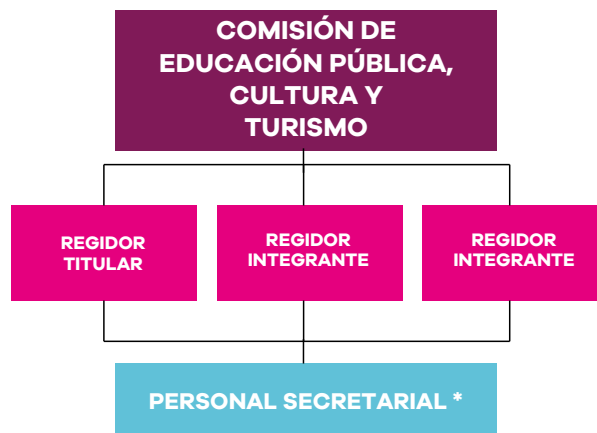 COMISIÓN DE
EDUCACIÓN PÚBLICA,
CULTURA Y
TURISMO
REGIDOR
TITULAR
REGIDOR
INTEGRANTE
REGIDOR
INTEGRANTE
PERSONAL SECRETARIAL *